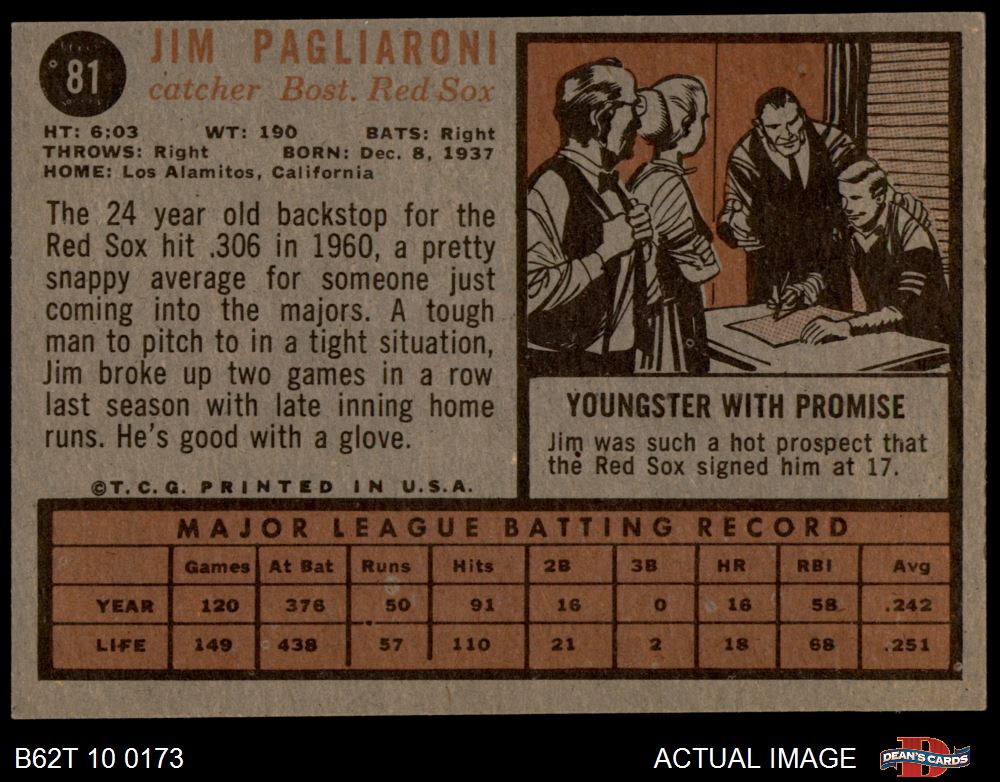 81
JIM PAGLIARONI
catcher Bost. Red Sox
HT: 6:03 WT: 190 BATS: Right
THROWS: Right BORN: Dec. 8, 1937
HOME: Los Alamitos, California
The 24 year old backstop for the
Red Sox hit .306 in 1960, a pretty
snappy average for someone just
coming into the majors. A tough
man to pitch to in a tight situation,
Jim broke up two games in a row
last season with late inning home
runs. He's good with a glove.
©T.C.G. PRINTED IN U.S.A.
YOUNGSTER WITH PROMISE
Jim was such a hot prospect that
the Red Sox signed him at 17.
MAJOR LEAGUE BATTING RECORD
Games At Bat Runs Hits 2B 3B HR RBI Avg
YEAR 120 376 50 91 16 0 16 58 .242
LIFE 149 438 57 110 21 2 18 68 .251
B62T 10 0173 ACTUAL IMAGE DEAN'S CARDS